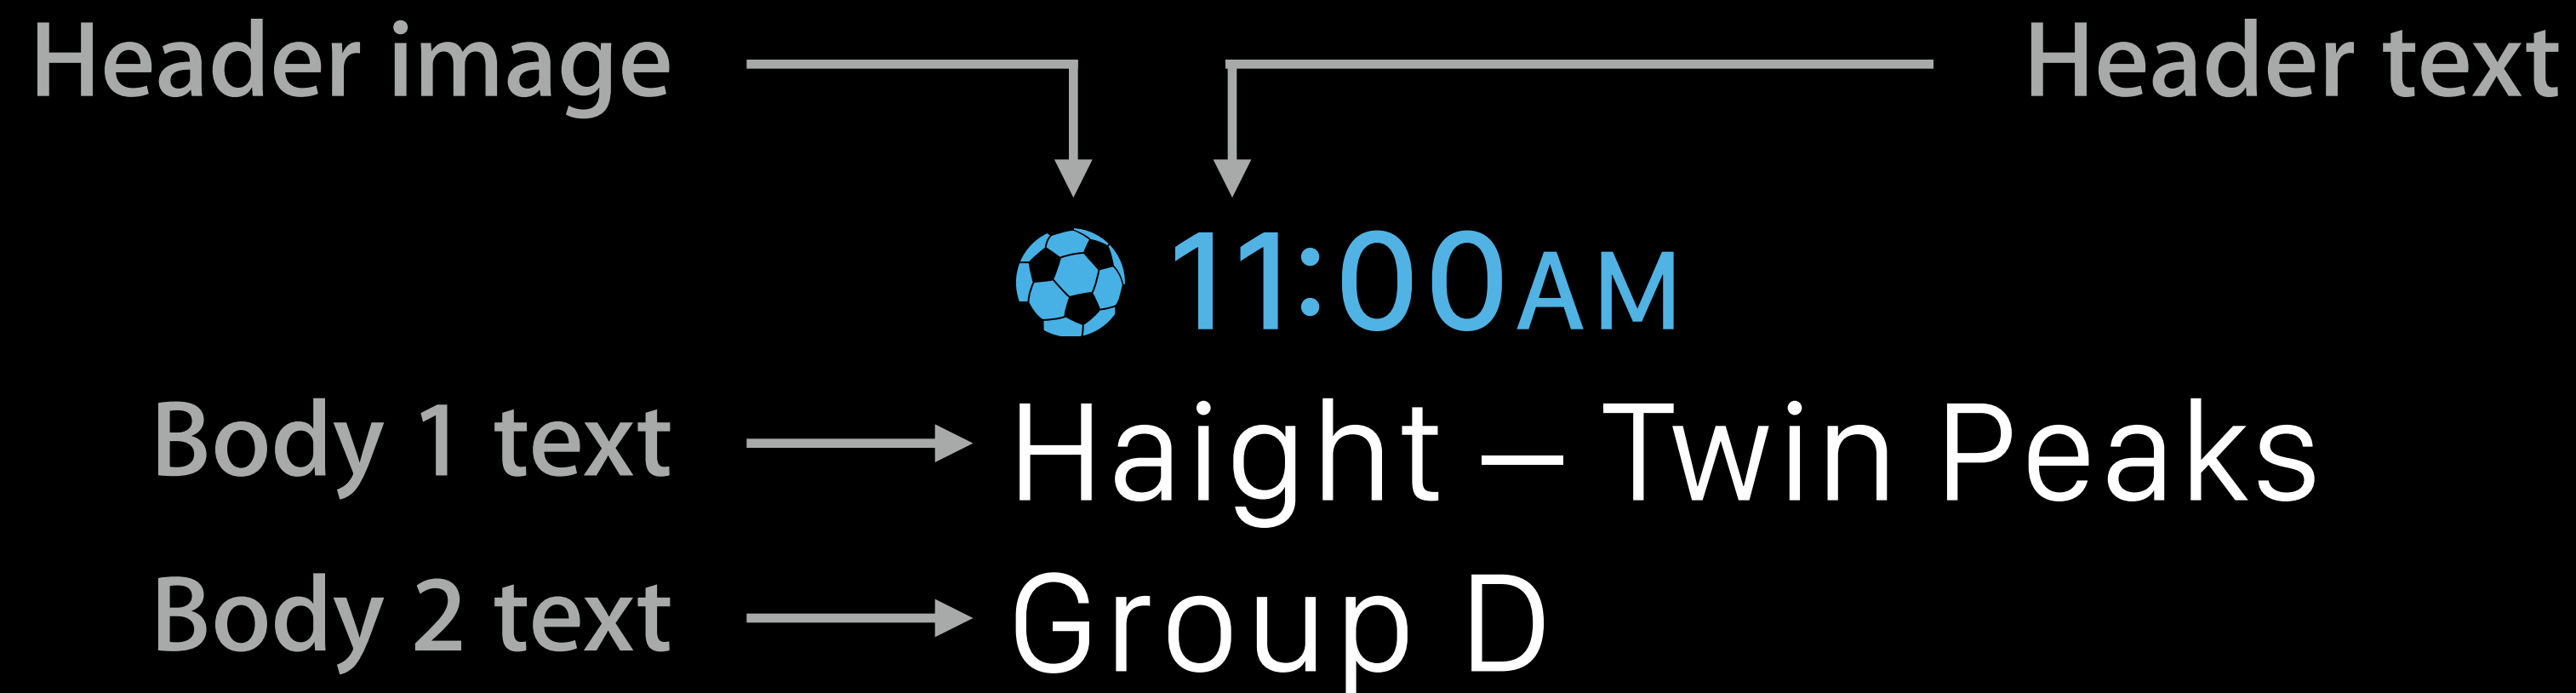 Header image
Header text
11:00AM
Body 1 text
Haight – Twin Peaks
Body 2 text
Group D